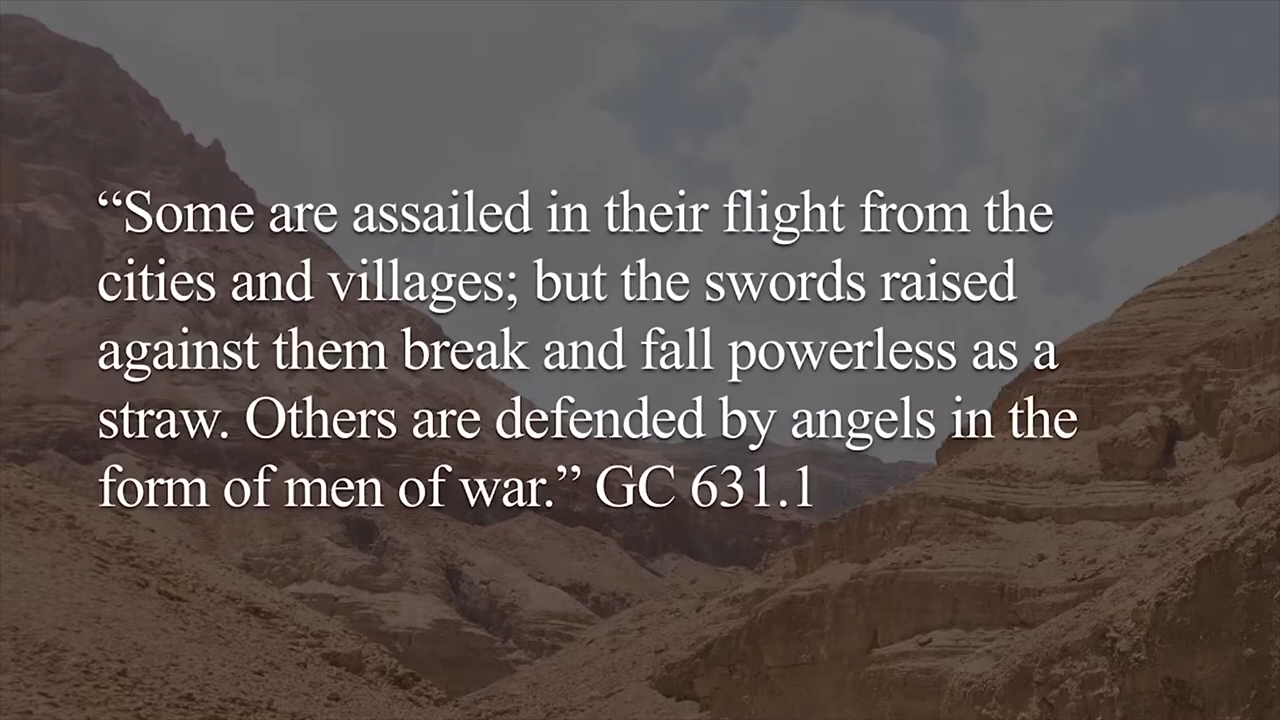 “Some are assailed in their flight from the
cities and villages; but the swords raised
against them break and fall powerless as a
straw. Others are defended by angels in the
form of men of war.” GC 631.1